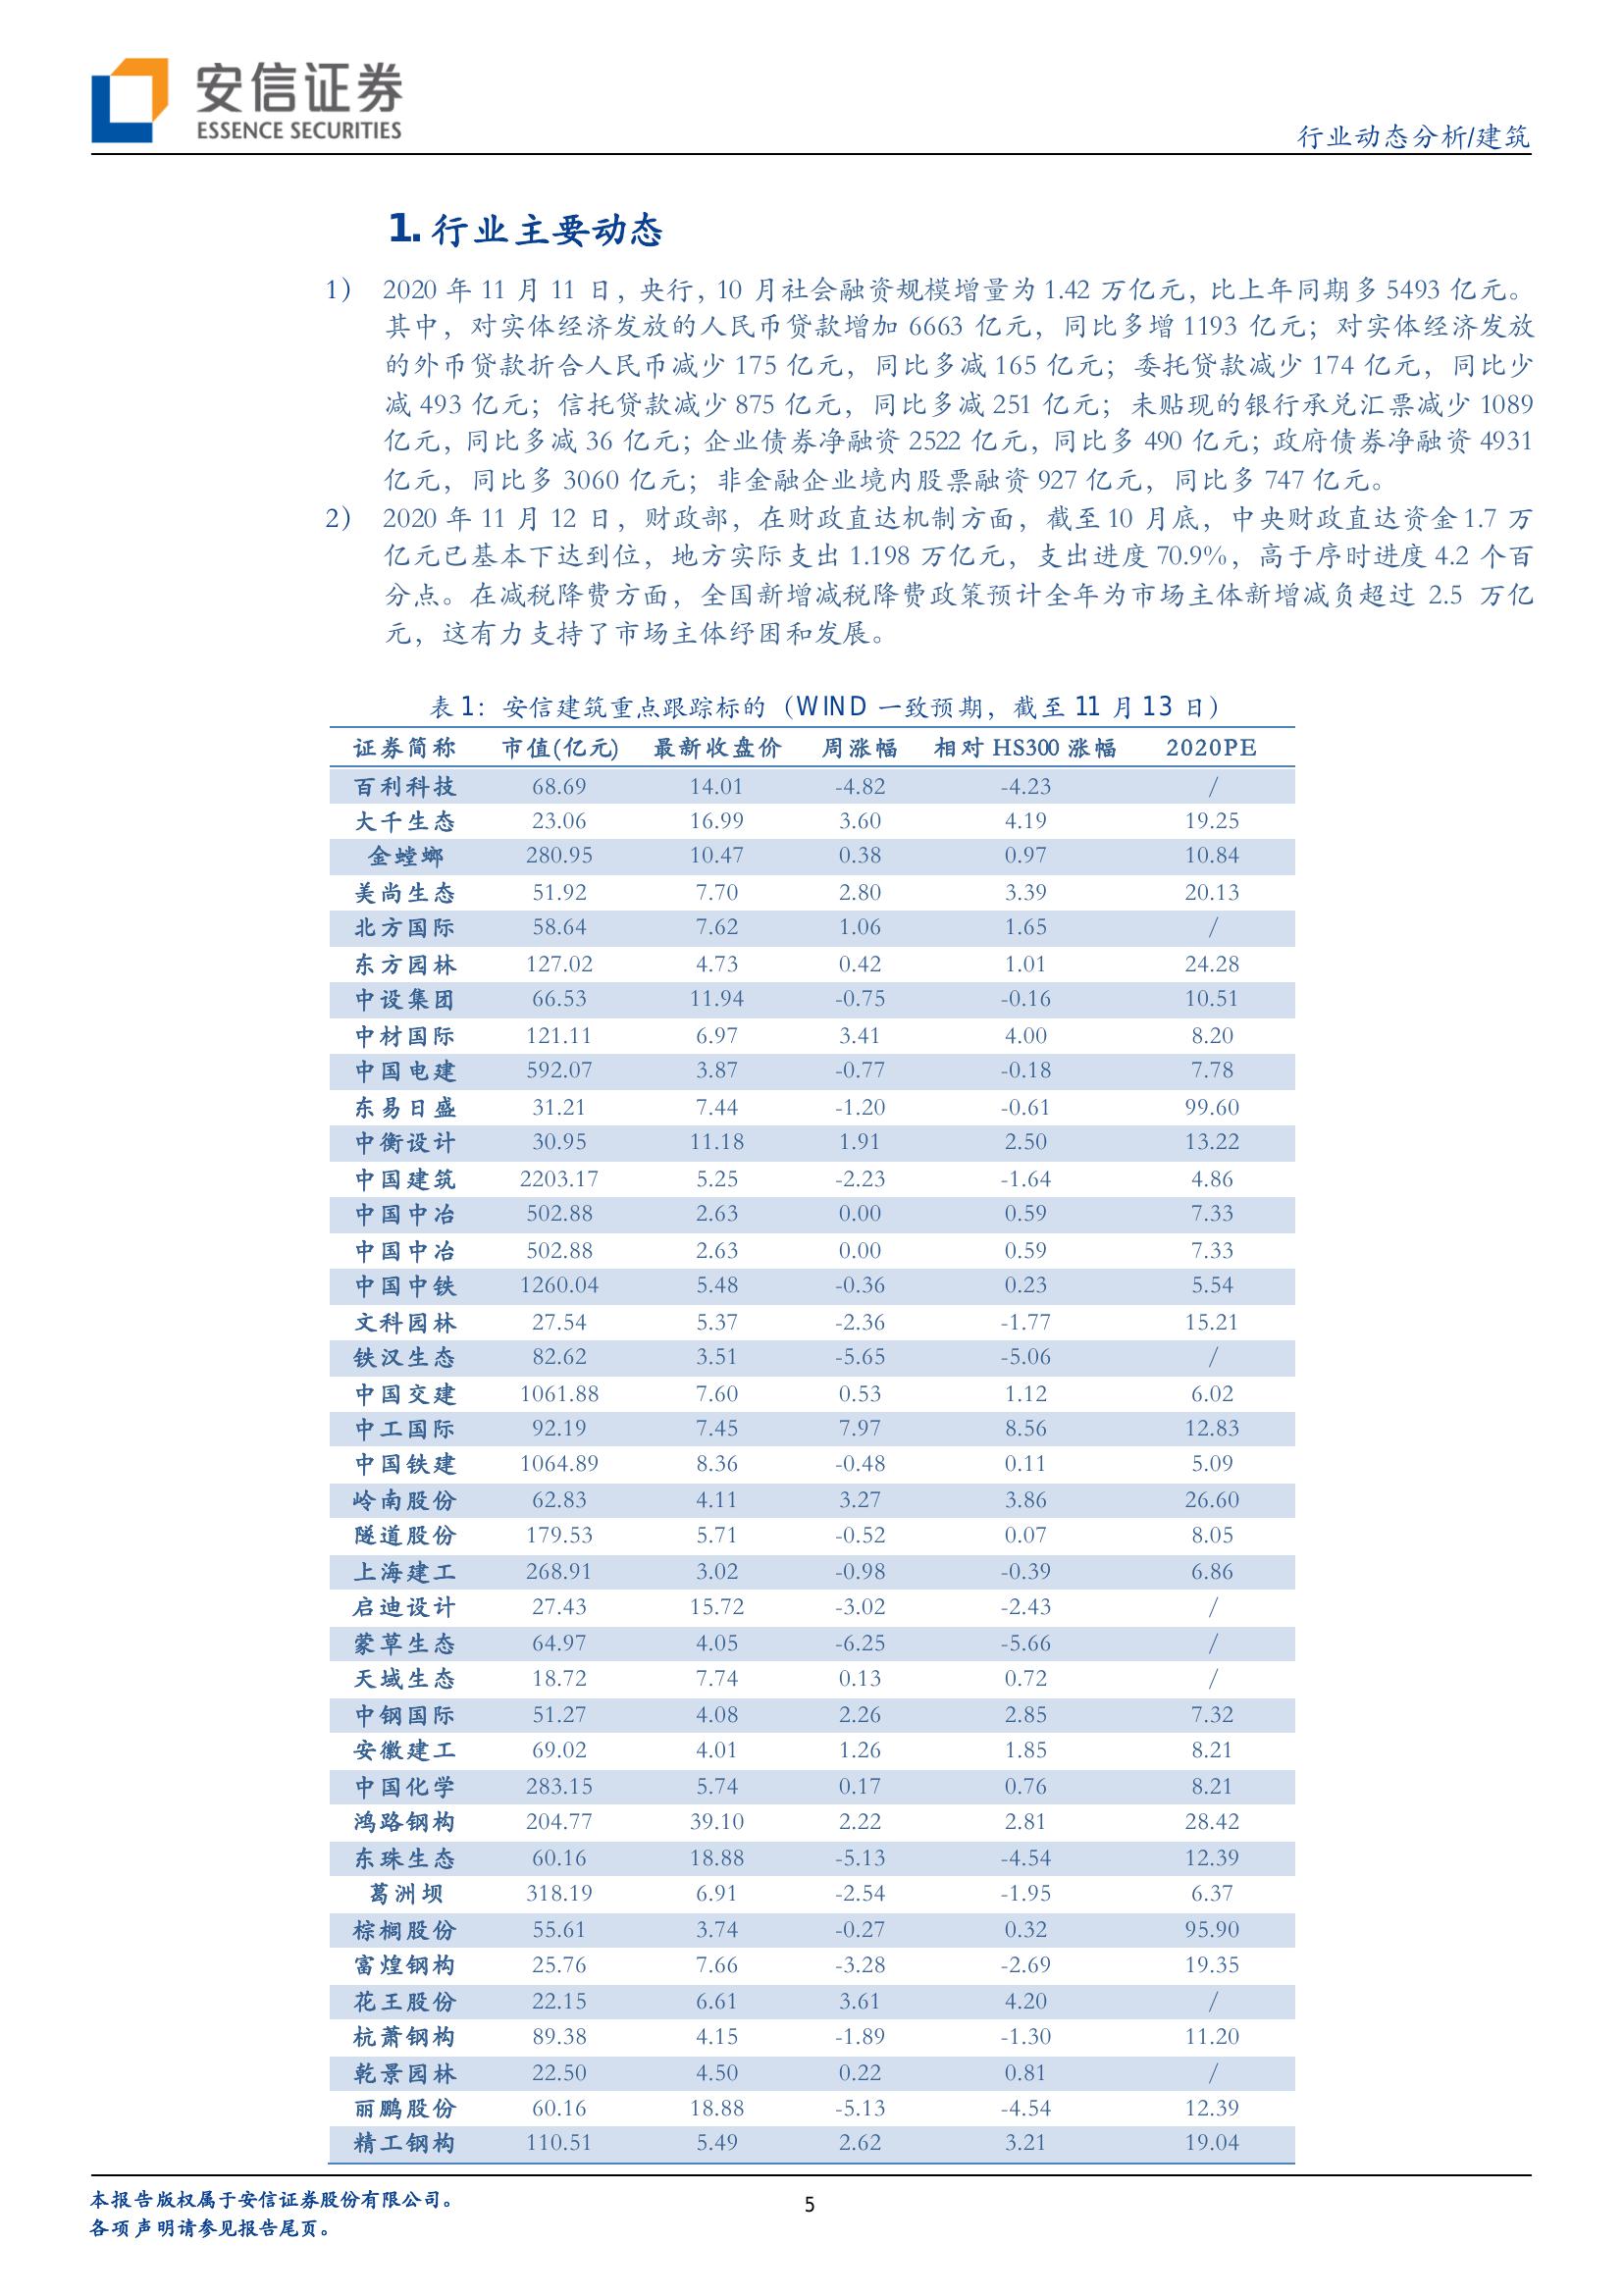 安信证券
ESSENCE SECURITIES
行业动态分析/建筑
1. 行业主要动态
1) 2020 年 11 月 11 日，央行，10 月社会融资规模增量为 1.42 万亿元，比上年同期多 5493 亿元。
其中，对实体经济发放的人民币贷款增加 6663 亿元，同比多增 1193 亿元；对实体经济发放
的外币贷款折合人民币减少 175 亿元，同比多减 165 亿元；委托贷款减少 174 亿元，同比少
减 493 亿元；信托贷款减少 875 亿元，同比多减 251 亿元；未贴现的银行承兑汇票减少 1089
亿元，同比多减 36 亿元；企业债券净融资 2522 亿元，同比多 490 亿元；政府债券净融资 4931
亿元，同比多 3060 亿元；非金融企业境内股票融资 927 亿元，同比多 747 亿元。
2) 2020 年 11 月 12 日，财政部，在财政直达机制方面，截至 10 月底，中央财政直达资金 1.7 万
亿元已基本下达到位，地方实际支出 1.198 万亿元，支出进度 70.9%，高于序时进度 4.2 个百
分点。在减税降费方面，全国新增减税降费政策预计全年为市场主体新增减负超过 2.5 万亿
元，这有力支持了市场主体纾困和发展。
表 1：安信建筑重点跟踪标的（WIND 一致预期，截至 11 月 13 日）
证券简称 市值(亿元) 最新收盘价 周涨幅 相对 HS300 涨幅 2020PE
百利科技 68.69 14.01 -4.82 -4.23 /
大千生态 23.06 16.99 3.60 4.19 19.25
金螳螂 280.95 10.47 0.38 0.97 10.84
美尚生态 51.92 7.70 2.80 3.39 20.13
北方国际 58.64 7.62 1.06 1.65 /
东方园林 127.02 4.73 0.42 1.01 24.28
中设集团 66.53 11.94 -0.75 -0.16 10.51
中材国际 121.11 6.97 3.41 4.00 8.20
中国电建 592.07 3.87 -0.77 -0.18 7.78
东易日盛 31.21 7.44 -1.20 -0.61 99.60
中衡设计 30.95 11.18 1.91 2.50 13.22
中国建筑 2203.17 5.25 -2.23 -1.64 4.86
中国中冶 502.88 2.63 0.00 0.59 7.33
中国中冶 502.88 2.63 0.00 0.59 7.33
中国中铁 1260.04 5.48 -0.36 0.23 5.54
文科园林 27.54 5.37 -2.36 -1.77 15.21
铁汉生态 82.62 3.51 -5.65 -5.06 /
中国交建 1061.88 7.60 0.53 1.12 6.02
中工国际 92.19 7.45 7.97 8.56 12.83
中国铁建 1064.89 8.36 -0.48 0.11 5.09
岭南股份 62.83 4.11 3.27 3.86 26.60
隧道股份 179.53 5.71 -0.52 0.07 8.05
上海建工 268.91 3.02 -0.98 -0.39 6.86
启迪设计 27.43 15.72 -3.02 -2.43 /
蒙草生态 64.97 4.05 -6.25 -5.66 /
天域生态 18.72 7.74 0.13 0.72 /
中钢国际 51.27 4.08 2.26 2.85 7.32
安徽建工 69.02 4.01 1.26 1.85 8.21
中国化学 283.15 5.74 0.17 0.76 8.21
鸿路钢构 204.77 39.10 2.22 2.81 28.42
东珠生态 60.16 18.88 -5.13 -4.54 12.39
葛洲坝 318.19 6.91 -2.54 -1.95 6.37
棕榈股份 55.61 3.74 -0.27 0.32 95.90
富煌钢构 25.76 7.66 -3.28 -2.69 19.35
花王股份 22.15 6.61 3.61 4.20 /
杭萧钢构 89.38 4.15 -1.89 -1.30 11.20
乾景园林 22.50 4.50 0.22 0.81 /
丽鹏股份 60.16 18.88 -5.13 -4.54 12.39
精工钢构 110.51 5.49 2.62 3.21 19.04
本报告版权属于安信证券股份有限公司。
各项声明请参见报告尾页。
5